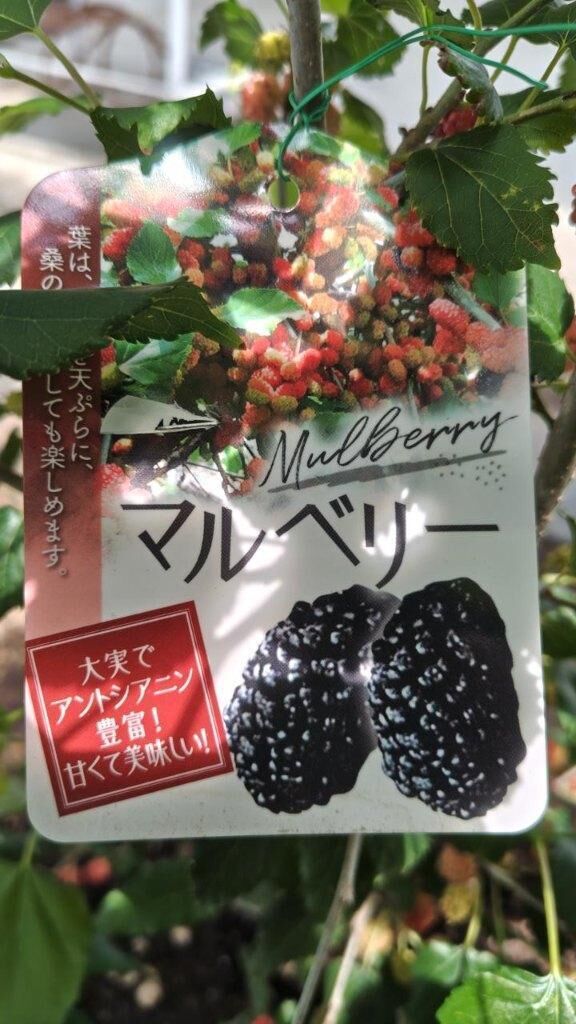 葉は、
を天ぷらに、
桑の
しても楽しめます。
Mulberry
マルベリー
大実で
アントシアニン
豊富！
甘くて美味しい！